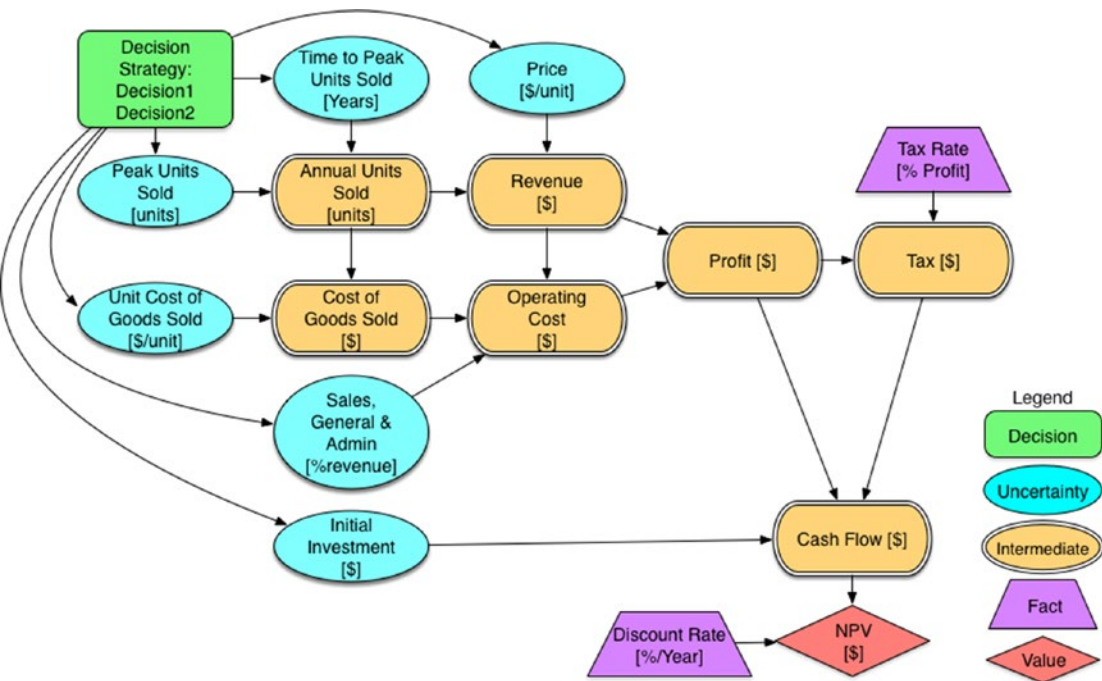 Decision
Strategy:
Decision1
Decision2
Time to Peak
Units Sold
[Years]
Price
[$/unit]
Tax Rate
[% Profit]
Peak Units
Sold
[units]
Annual Units
Sold
[units]
Revenue
[$]
Profit [$]
Tax [$]
Unit Cost of
Goods Sold
[$/unit]
Cost of
Goods Sold
[$]
Operating
Cost
[$]
Sales,
General &
Admin
[%revenue]
Initial
Investment
[$]
Cash Flow [$]
Discount Rate
[%/Year]
NPV
[$]
Legend
Decision
Uncertainty
Intermediate
Fact
Value